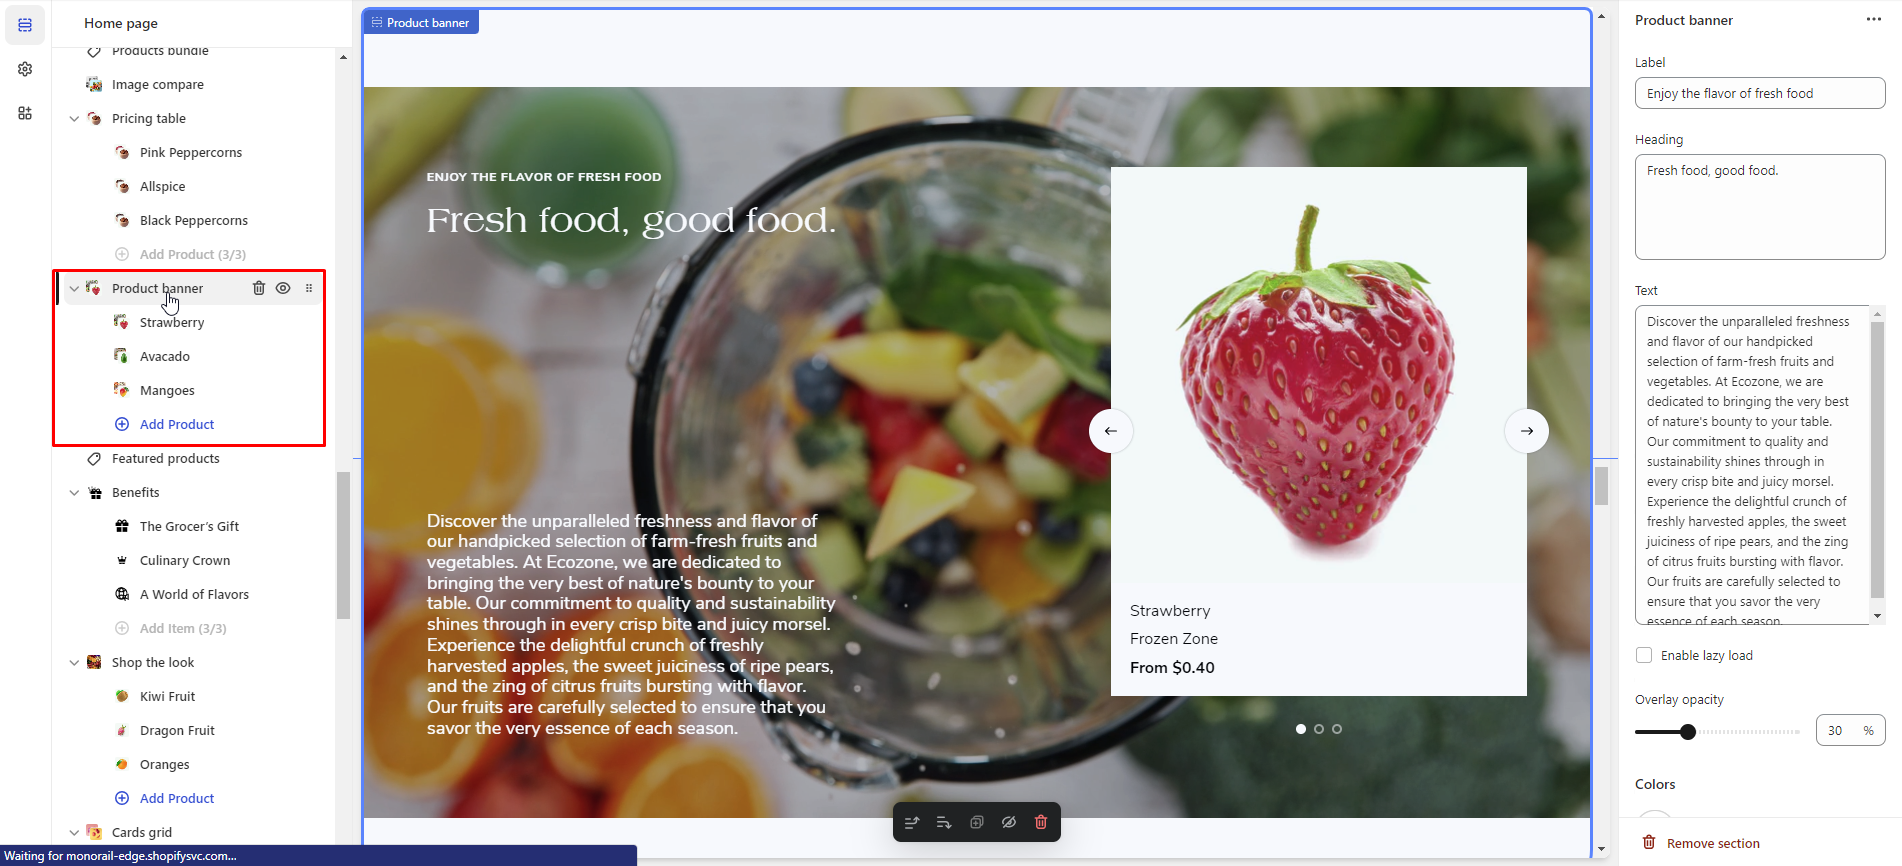 Home page
Products bundle
Image compare
Pricing table
Pink Peppercorns
Allspice
Black Peppercorns
Add Product (3/3)
Product banner
Strawberry
Avacado
Mangoes
Add Product
Featured products
Benefits
The Grocer's Gift
Culinary Crown
A World of Flavors
Add Item (3/3)
Shop the look
Kiwi Fruit
Dragon Fruit
Oranges
Add Product
Cards grid
Waiting for monorail-edge.shopifysvc.com...
Product banner
ENJOY THE FLAVOR OF FRESH FOOD
Fresh food, good food.
Discover the unparalleled freshness and flavor of
our handpicked selection of farm-fresh fruits and
vegetables. At Ecozone, we are dedicated to
bringing the very best of nature's bounty to your
table. Our commitment to quality and sustainability
shines through in every crisp bite and juicy morsel.
Experience the delightful crunch of freshly
harvested apples, the sweet juiciness of ripe pears,
and the zing of citrus fruits bursting with flavor.
Our fruits are carefully selected to ensure that you
savor the very essence of each season.
Strawberry
Frozen Zone
From $0.40
Product banner
Label
Enjoy the flavor of fresh food
Heading
Fresh food, good food.
Text
Discover the unparalleled freshness
and flavor of our handpicked
selection of farm-fresh fruits and
vegetables. At Ecozone, we are
dedicated to bringing the very best
of nature's bounty to your table.
Our commitment to quality and
sustainability shines through in
every crisp bite and juicy morsel.
Experience the delightful crunch of
freshly harvested apples, the sweet
juiciness of ripe pears, and the zing
of citrus fruits bursting with flavor.
Our fruits are carefully selected to
ensure that you savor the very
essence of each season.
Enable lazy load
Overlay opacity
30 %
Colors
Remove section